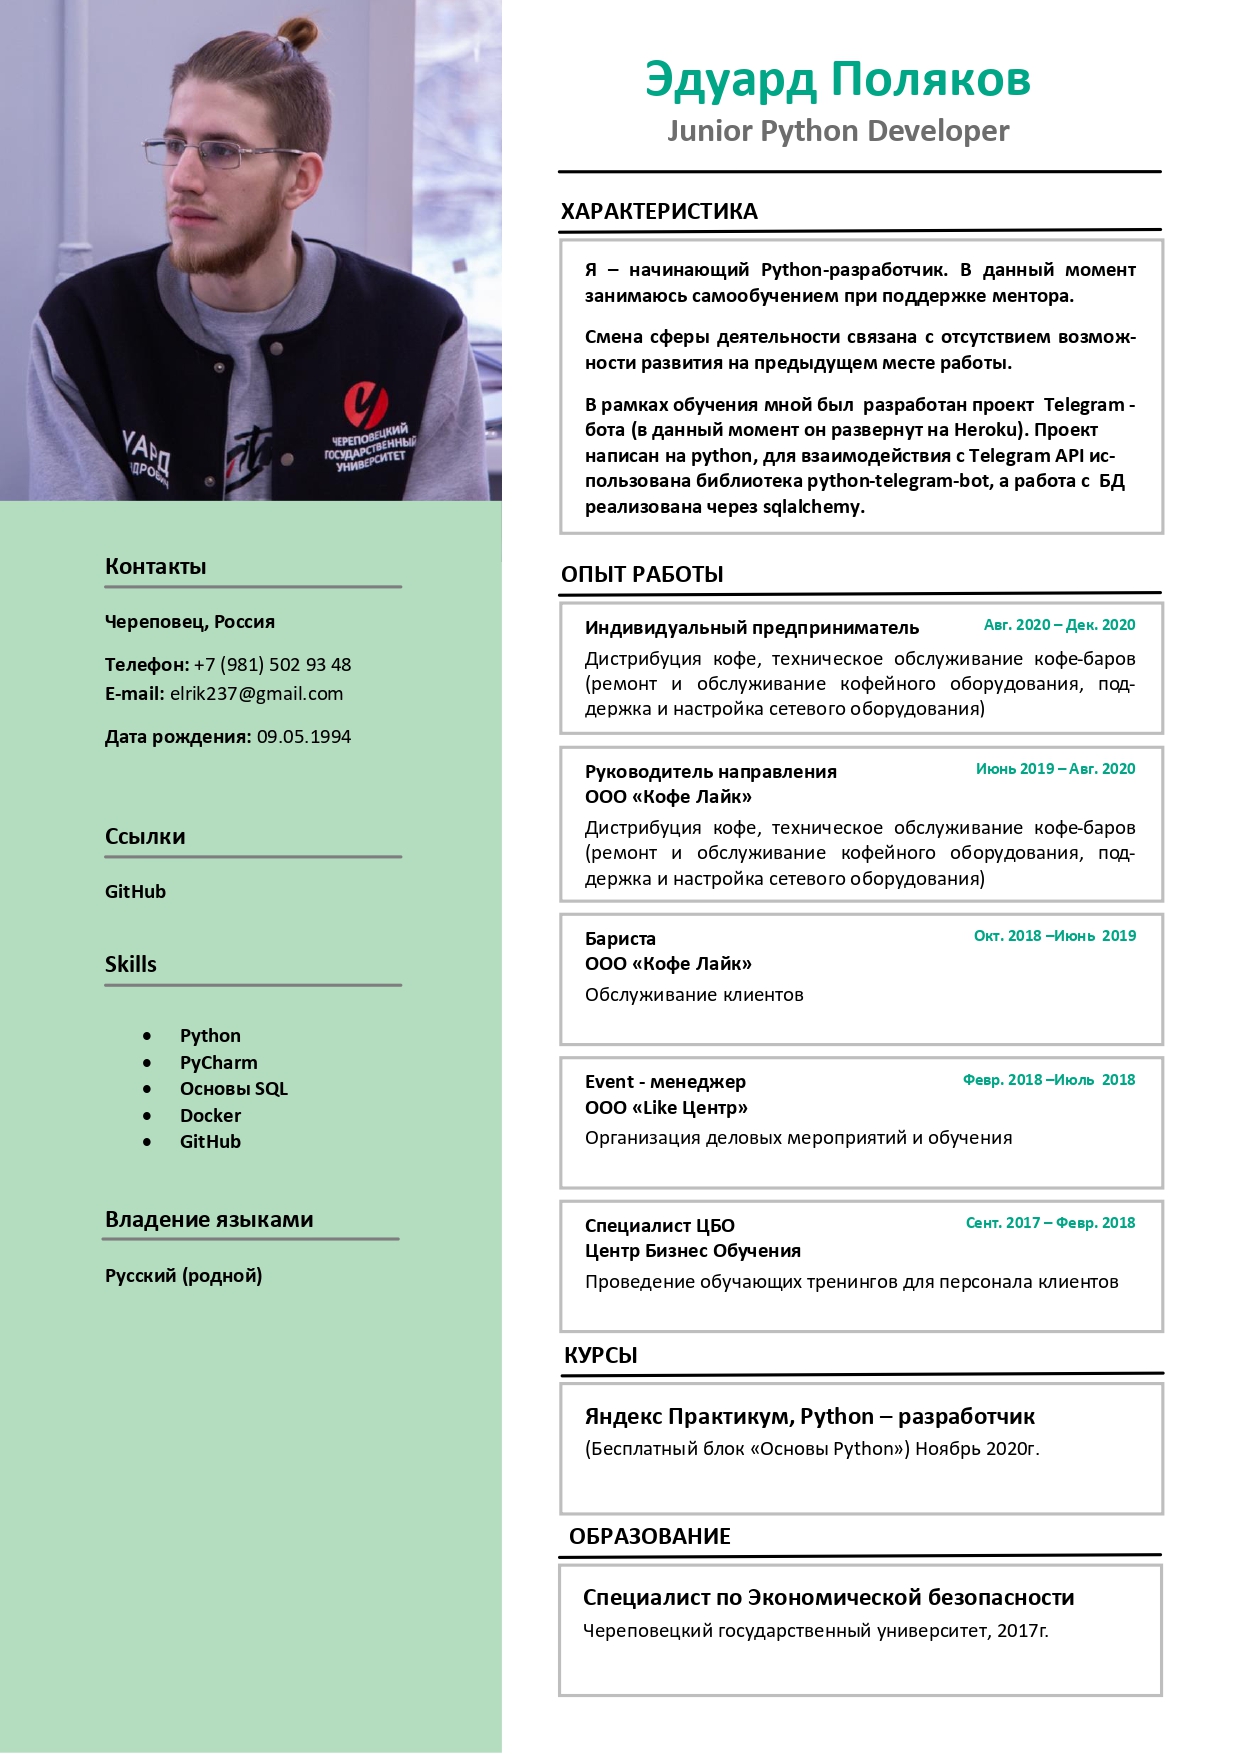 УАРД
НДРОВИЧ
ЧЕРЕПОВЕЦКИЙ
ГОСУДАРСТВЕННЫЙ
УНИВЕРСИТЕТ
Контакты
Череповец, Россия
Телефон: +7 (981) 502 93 48
E-mail: elrik237@gmail.com
Дата рождения: 09.05.1994
Ссылки
GitHub
Skills
• Python
• PyCharm
• Основы SQL
• Docker
• GitHub
Владение языками
Русский (родной)
Эдуард Поляков
Junior Python Developer
ХАРАКТЕРИСТИКА
Я – начинающий Python-разработчик. В данный момент
занимаюсь самообучением при поддержке ментора.
Смена сферы деятельности связана с отсутствием возмож-
ности развития на предыдущем месте работы.
В рамках обучения мной был разработан проект Telegram -
бота (в данный момент он развернут на Heroku). Проект
написан на python, для взаимодействия с Telegram API ис-
пользована библиотека python-telegram-bot, а работа с БД
реализована через sqlalchemy.
ОПЫТ РАБОТЫ
Индивидуальный предприниматель Авг. 2020 – Дек. 2020
Дистрибуция кофе, техническое обслуживание кофе-баров
(ремонт и обслуживание кофейного оборудования, под-
держка и настройка сетевого оборудования)
Руководитель направления Июнь 2019 – Авг. 2020
ООО «Кофе Лайк»
Дистрибуция кофе, техническое обслуживание кофе-баров
(ремонт и обслуживание кофейного оборудования, под-
держка и настройка сетевого оборудования)
Бариста Окт. 2018 –Июнь 2019
ООО «Кофе Лайк»
Обслуживание клиентов
Event - менеджер Февр. 2018 –Июль 2018
ООО «Like Центр»
Организация деловых мероприятий и обучения
Специалист ЦБО Сент. 2017 – Февр. 2018
Центр Бизнес Обучения
Проведение обучающих тренингов для персонала клиентов
КУРСЫ
Яндекс Практикум, Python – разработчик
(Бесплатный блок «Основы Python») Ноябрь 2020г.
ОБРАЗОВАНИЕ
Специалист по Экономической безопасности
Череповецкий государственный университет, 2017г.